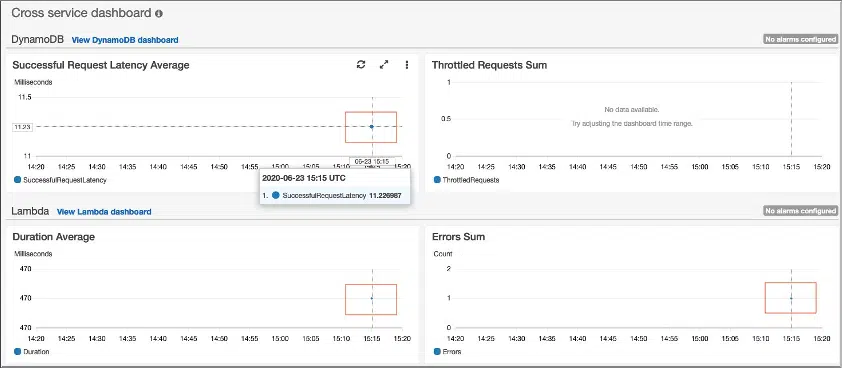 Cross service dashboard
DynamoDB View DynamoDB dashboard No alarms configured
Successful Request Latency Average
Milliseconds
11.5
11.23
11
14:20 14:25 14:30 14:35 14:40 14:45 14:50 14:55 15:00 15:05 15:10 15:15 15:20
06-23 15:15
SuccessfulRequestLatency
2020-06-23 15:15 UTC
1. SuccessfulRequestLatency 11.226987
Throttled Requests Sum
1
No data available.
Try adjusting the dashboard time range.
0.5
0
14:20 14:25 14:30 14:35 14:40 14:45 14:50 14:55 15:00 15:05 15:10 15:15 15:20
ThrottledRequests
Lambda View Lambda dashboard No alarms configured
Duration Average
Milliseconds
470
470
470
14:20 14:25 14:30 14:35 14:40 14:45 14:50 14:55 15:00 15:05 15:10 15:15 15:20
Duration
Errors Sum
Count
2
1
0
14:20 14:25 14:30 14:35 14:40 14:45 14:50 14:55 15:00 15:05 15:10 15:15 15:20
Errors